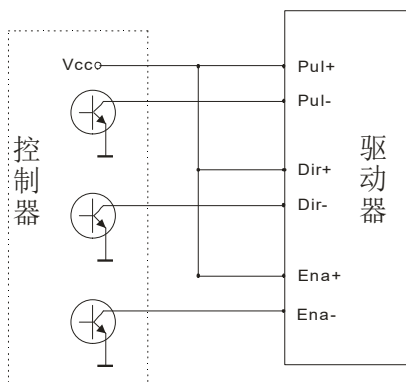 Vcc
Pul+
Pul-
控制器
驱动器
Dir+
Dir-
Ena+
Ena-